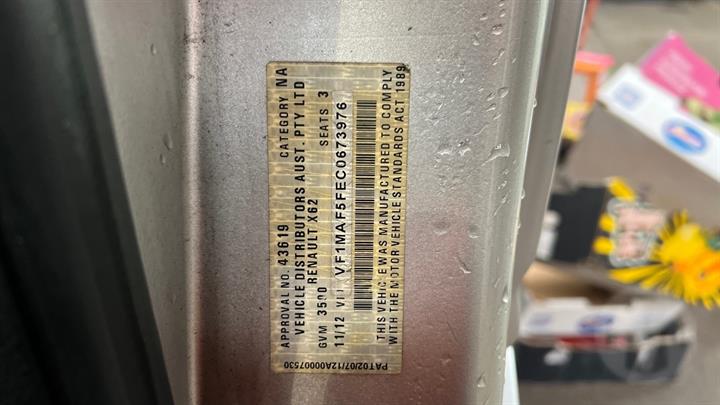 APPROVAL NO. 43619 CATEGORY NA
VEHICLE DISTRIBUTORS AUST. PTY LTD
RENAULT X62
GVM 3500 SEATS 3
11/12 VF1MAF5FEC0673976
THIS VEHICLE WAS MANUFACTURED TO COMPLY
WITH THE MOTOR VEHICLE STANDARDS ACT 1989
PAT02/07/12A00007530